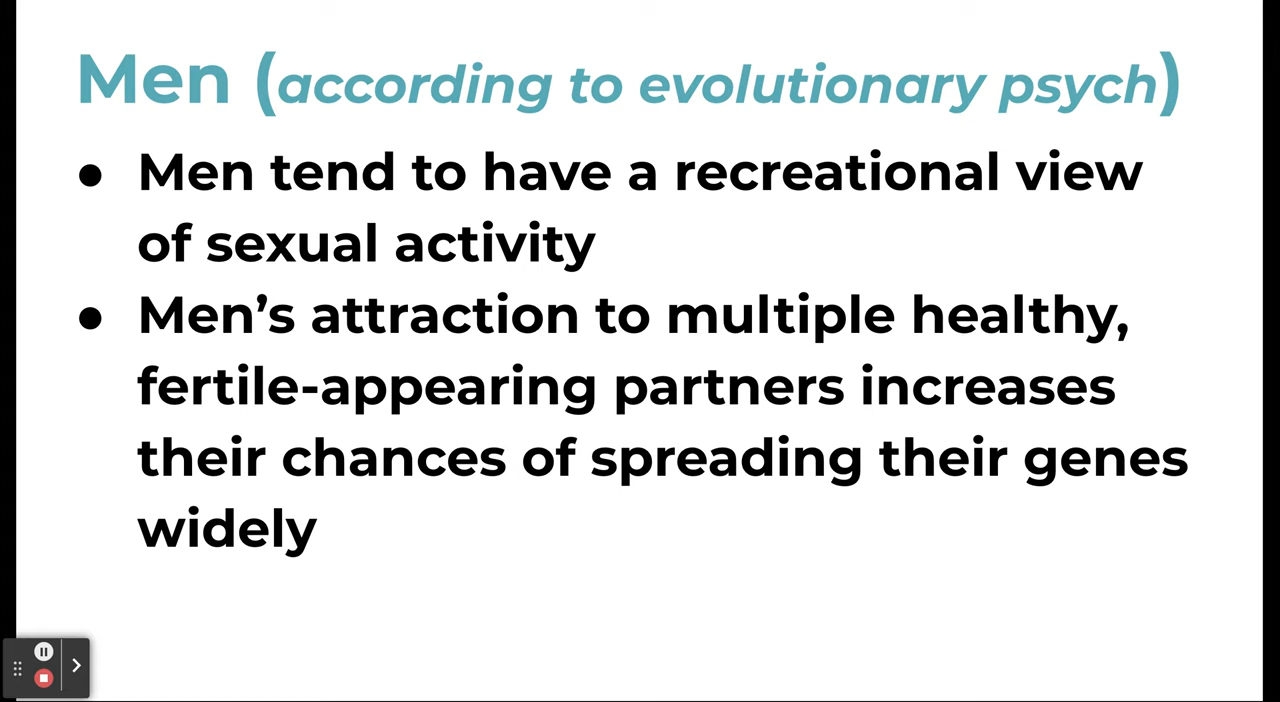 Men (according to evolutionary psych)
● Men tend to have a recreational view
of sexual activity
● Men’s attraction to multiple healthy,
fertile-appearing partners increases
their chances of spreading their genes
widely